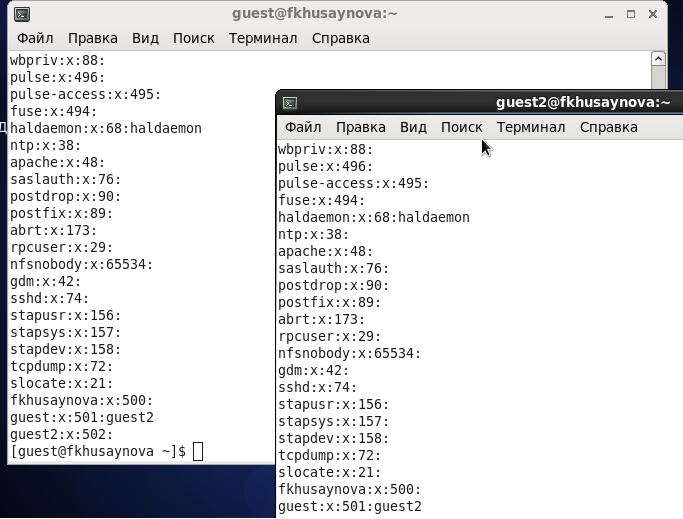 guest@fkhusaynova:~
Файл Правка Вид Поиск Терминал Справка
wbpriv:x:88:
pulse:x:496:
pulse-access:x:495:
fuse:x:494:
haldaemon:x:68:haldaemon
ntp:x:38:
apache:x:48:
saslauth:x:76:
postdrop:x:90:
postfix:x:89:
abrt:x:173:
rpcuser:x:29:
nfsnobody:x:65534:
gdm:x:42:
sshd:x:74:
stapusr:x:156:
stapsys:x:157:
stapdev:x:158:
tcpdump:x:72:
slocate:x:21:
fkhusaynova:x:500:
guest:x:501:guest2
guest2:x:502:
[guest@fkhusaynova ~]$
guest2@fkhusaynova:~
Файл Правка Вид Поиск Терминал Справка
wbpriv:x:88:
pulse:x:496:
pulse-access:x:495:
fuse:x:494:
haldaemon:x:68:haldaemon
ntp:x:38:
apache:x:48:
saslauth:x:76:
postdrop:x:90:
postfix:x:89:
abrt:x:173:
rpcuser:x:29:
nfsnobody:x:65534:
gdm:x:42:
sshd:x:74:
stapusr:x:156:
stapsys:x:157:
stapdev:x:158:
tcpdump:x:72:
slocate:x:21:
fkhusaynova:x:500:
guest:x:501:guest2